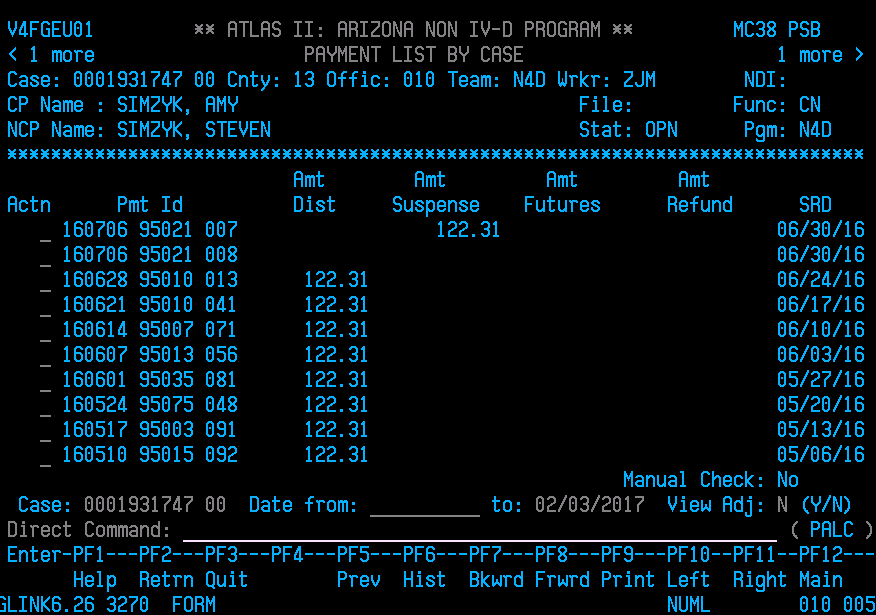 V4FGEU01 ** ATLAS II: ARIZONA NON IV-D PROGRAM ** MC38 PSB
< 1 more PAYMENT LIST BY CASE 1 more >
Case: 0001931747 00 Cnty: 13 Offic: 010 Team: N4D Wrkr: ZJM NDI:
CP Name : SIMZYK, AMY File: Func: CN
NCP Name: SIMZYK, STEVEN Stat: OPN Pgm: N4D
******************************************************************************
Amt Amt Amt Amt
Actn Pmt Id Dist Suspense Futures Refund SRD
_ 160706 95021 007 122.31 06/30/16
_ 160706 95021 008 06/30/16
_ 160628 95010 013 122.31 06/24/16
_ 160621 95010 041 122.31 06/17/16
_ 160614 95007 071 122.31 06/10/16
_ 160607 95013 056 122.31 06/03/16
_ 160601 95035 081 122.31 05/27/16
_ 160524 95075 048 122.31 05/20/16
_ 160517 95003 091 122.31 05/13/16
_ 160510 95015 092 122.31 05/06/16
Manual Check: No
Case: 0001931747 00 Date from: __________ to: 02/03/2017 View Adj: N (Y/N)
Direct Command: ______________________________________________________ ( PALC )
Enter-PF1---PF2---PF3---PF4---PF5---PF6---PF7---PF8---PF9---PF10--PF11--PF12---
Help Retrn Quit Prev Hist Bkwrd Frwrd Print Left Right Main
GLINK6.26 3270 FORM NUML 010 005